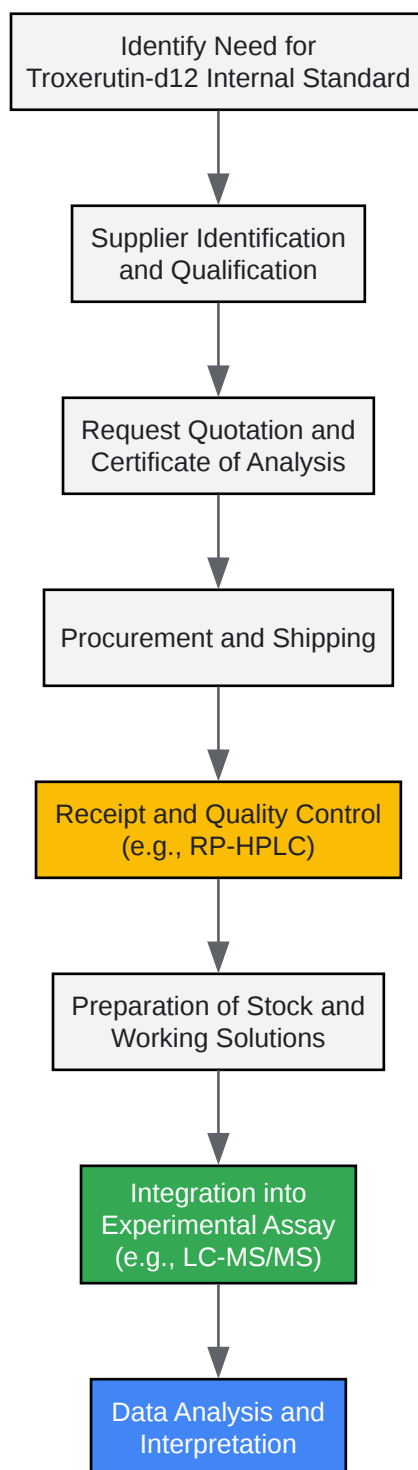 Identify Need for
Troxerutin-d12 Internal Standard
Supplier Identification
and Qualification
Request Quotation and
Certificate of Analysis
Procurement and Shipping
Receipt and Quality Control
(e.g., RP-HPLC)
Preparation of Stock and
Working Solutions
Integration into
Experimental Assay
(e.g., LC-MS/MS)
Data Analysis and
Interpretation